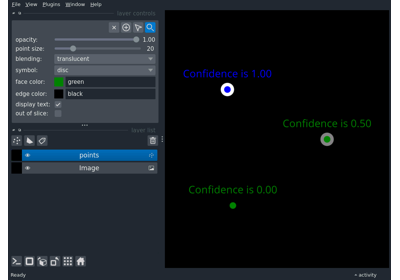 File View Plugins Window Help
layer controls
opacity: 1.00
point size: 20
blending: translucent
symbol: disc
face color: green
edge color: black
display text:
out of slice:
layer list
points
Image
Ready
activity
Confidence is 1.00
Confidence is 0.50
Confidence is 0.00